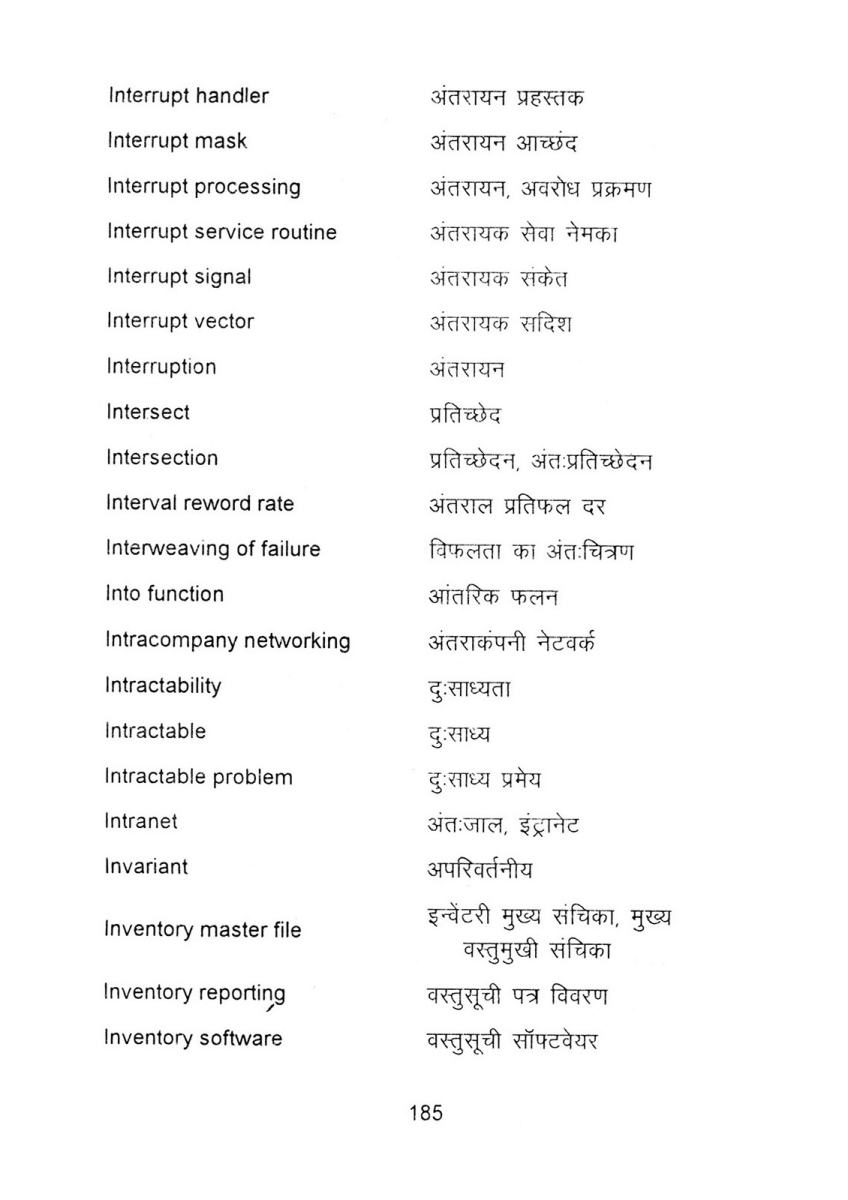 Interrupt handler अंतरायन प्रहस्तक
Interrupt mask अंतरायन आच्छंद
Interrupt processing अंतरायन, अवरोध प्रक्रमण
Interrupt service routine अंतरायक सेवा नेमका
Interrupt signal अंतरायक संकेत
Interrupt vector अंतरायक सदिश
Interruption अंतरायन
Intersect प्रतिच्छेद
Intersection प्रतिच्छेदन, अंतःप्रतिच्छेदन
Interval reword rate अंतराल प्रतिफल दर
Interweaving of failure विफलता का अंतःचित्रण
Into function आंतरिक फलन
Intracompany networking अंतराकंपनी नेटवर्क
Intractability दुःसाध्यता
Intractable दुःसाध्य
Intractable problem दुःसाध्य प्रमेय
Intranet अंतःजाल, इंट्रानेट
Invariant अपरिवर्तनीय
Inventory master file इन्वेंटरी मुख्य संचिका, मुख्य
वस्तुमुखी संचिका
Inventory reporting वस्तुसूची पत्र विवरण
Inventory software वस्तुसूची सॉफ्टवेयर
185